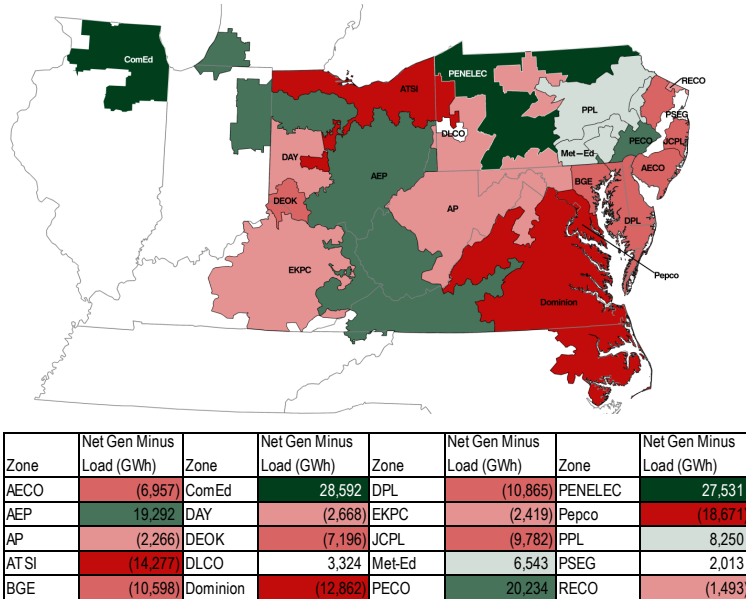 ComEd
ATSI
PENELEC
RECO
PPL
PSEG
DLCO
PECO
JCPL
Met–Ed
DAY
AEP
AECO
BGE
DEOK
AP
DPL
EKPC
Pepco
Dominion
Net Gen Minus Net Gen Minus Net Gen Minus Net Gen Minus
Zone Load (GWh) Zone Load (GWh) Zone Load (GWh) Zone Load (GWh)
AECO (6,957) ComEd 28,592 DPL (10,865) PENELEC 27,531
AEP 19,292 DAY (2,668) EKPC (2,419) Pepco (18,671)
AP (2,266) DEOK (7,196) JCPL (9,782) PPL 8,250
ATSI (14,277) DLCO 3,324 Met-Ed 6,543 PSEG 2,013
BGE (10,598) Dominion (12,862) PECO 20,234 RECO (1,493)